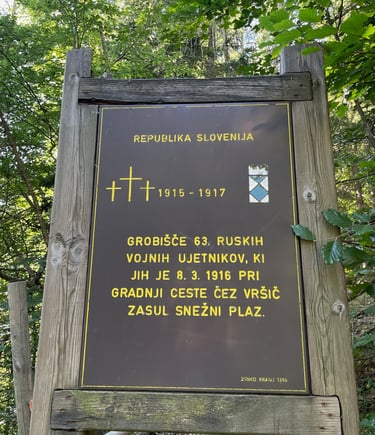 REPUBLIKA SLOVENIJA
1915 - 1917
GROBIŠČE 63. RUSKIH
VOJNIH UJETNIKOV, KI
JIH JE 8. 3. 1916 PRI
GRADNJI CESTE ČEZ VRŠIČ
ZASUL SNEŽNI PLAZ.
KRANJ